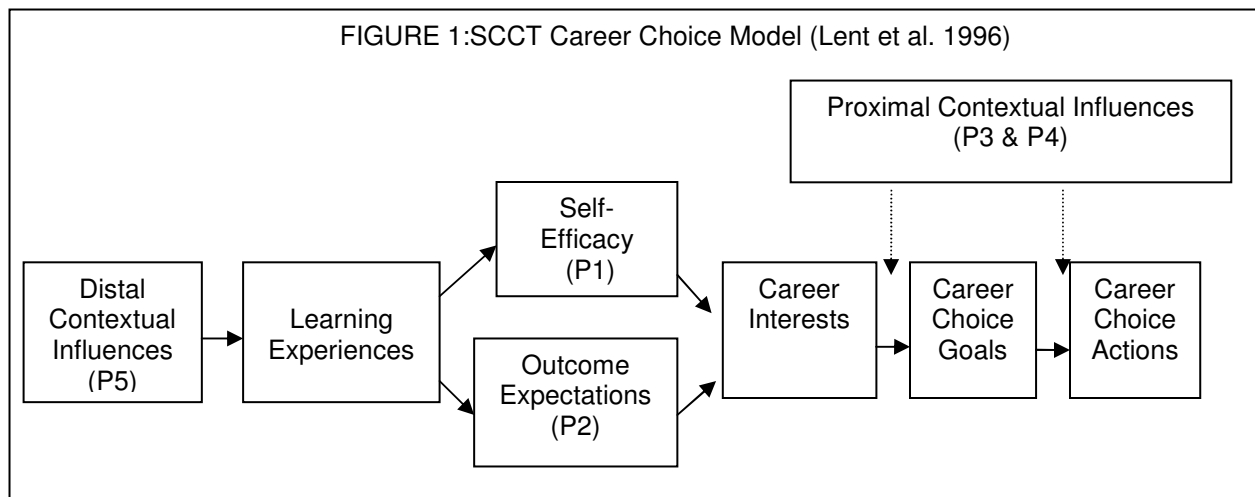 FIGURE 1:SCCT Career Choice Model (Lent et al. 1996)
Proximal Contextual Influences
(P3 & P4)
Distal
Contextual
Influences
(P5)
Learning
Experiences
Self-
Efficacy
(P1)
Outcome
Expectations
(P2)
Career
Interests
Career
Choice
Goals
Career
Choice
Actions